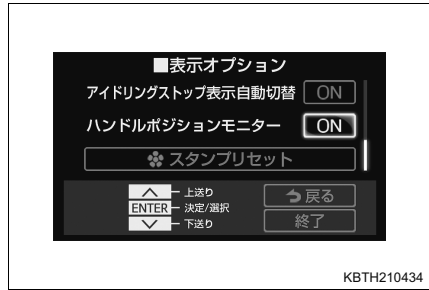 ■表示オプション
アイドリングストップ表示自動切替 ON
ハンドルポジションモニター ON
スタンプリセット
上送り
ENTER 決定/選択
下送り
戻る
終了
KBTH210434